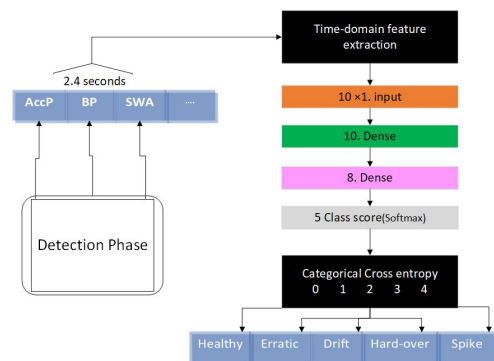 Time-domain feature
extraction
2.4 seconds
AccP BP SWA ....
10 ×1. input
10. Dense
8. Dense
5 Class score(Softmax)
Detection Phase
Categorical Cross entropy
0 1 2 3 4
Healthy Erratic Drift Hard-over Spike